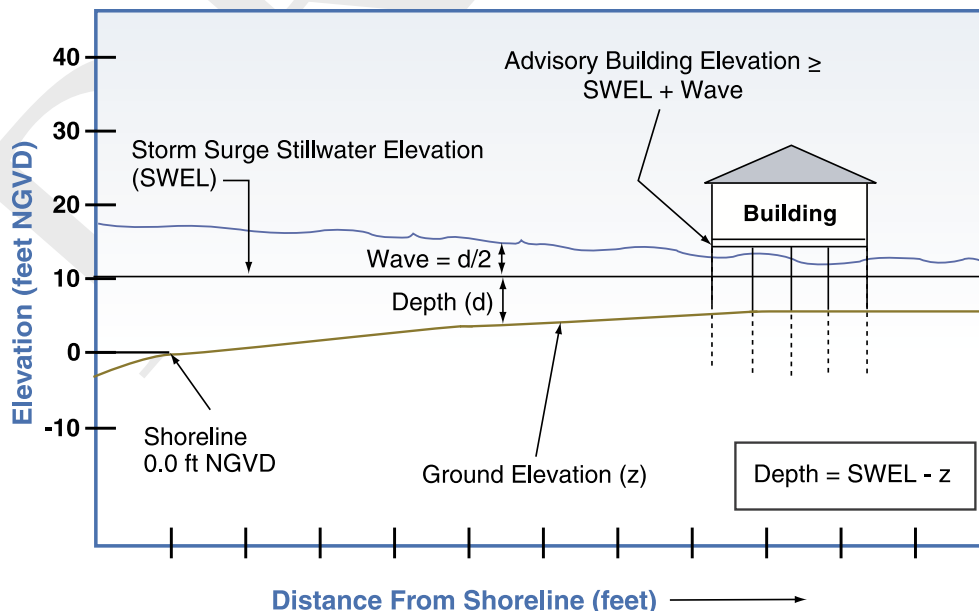 40
30
20
10
0
-10
Elevation (feet NGVD)
Advisory Building Elevation ≥
SWEL + Wave
Storm Surge Stillwater Elevation
(SWEL)
Building
Wave = d/2
Depth (d)
Shoreline
0.0 ft NGVD
Ground Elevation (z)
Depth = SWEL - z
Distance From Shoreline (feet)